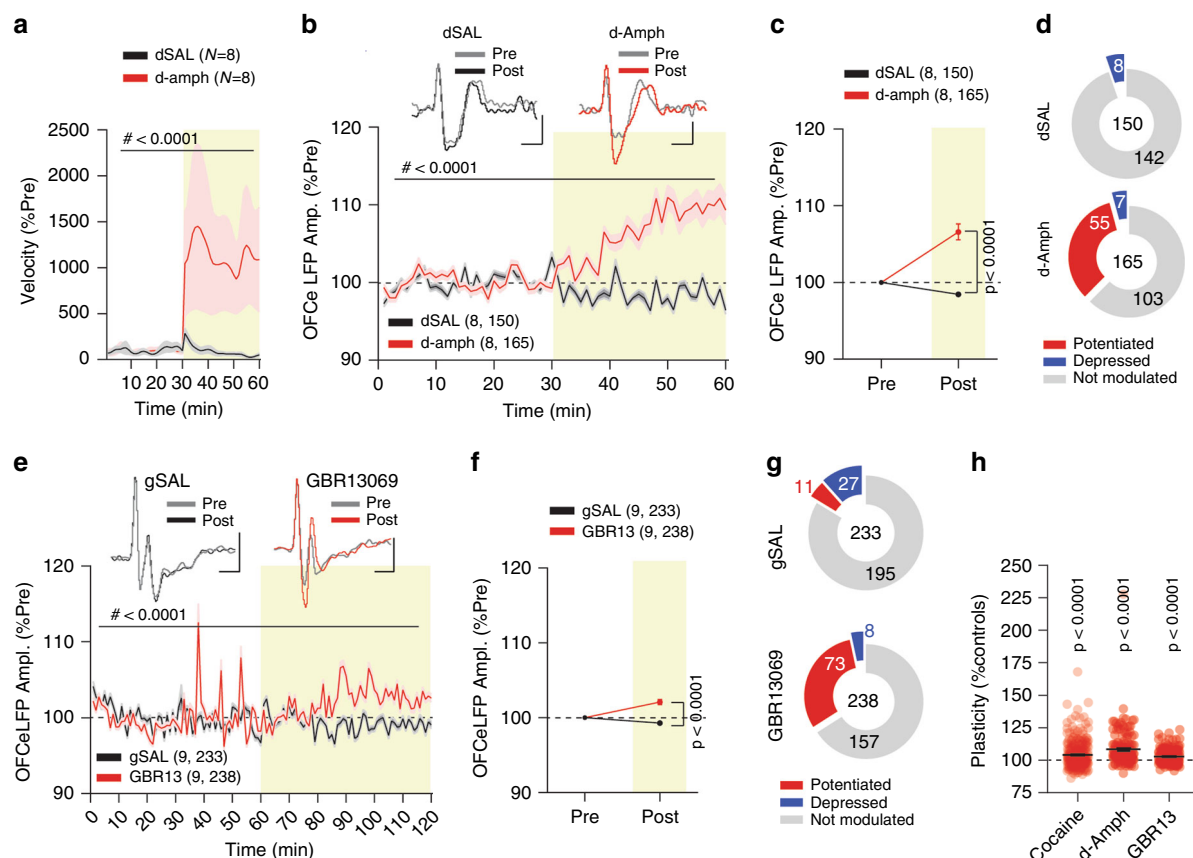 a
dSAL (N=8)
d-amph (N=8)
# < 0.0001
Velocity (%Pre)
2500
2000
1500
1000
500
0
0 10 20 30 40 50 60
Time (min)
b
dSAL
Pre
Post
d-Amph
Pre
Post
# < 0.0001
OFCe LFP Amp. (%Pre)
120
110
100
90
dSAL (8, 150)
d-amph (8, 165)
0 10 20 30 40 50 60
Time (min)
c
dSAL (8, 150)
d-amph (8, 165)
OFCe LFP Amp. (%Pre)
120
110
100
90
p < 0.0001
Pre Post
d
dSAL
8
150
142
d-Amph
7
55
165
103
Potentiated
Depressed
Not modulated
e
gSAL
Pre
Post
GBR13069
Pre
Post
# < 0.0001
OFCeLFP Ampl. (%Pre)
120
110
100
90
gSAL (9, 233)
GBR13 (9, 238)
0 10 20 30 40 50 60 70 80 90 100 110 120
Time (min)
f
gSAL (9, 233)
GBR13 (9, 238)
OFCeLFP Ampl. (%Pre)
120
110
100
90
p < 0.0001
Pre Post
g
gSAL
11
27
233
195
GBR13069
8
73
238
157
Potentiated
Depressed
Not modulated
h
Plasticity (%controls)
250
225
200
175
150
125
100
75
p < 0.0001
p < 0.0001
p < 0.0001
Cocaine
d-Amph
GBR13